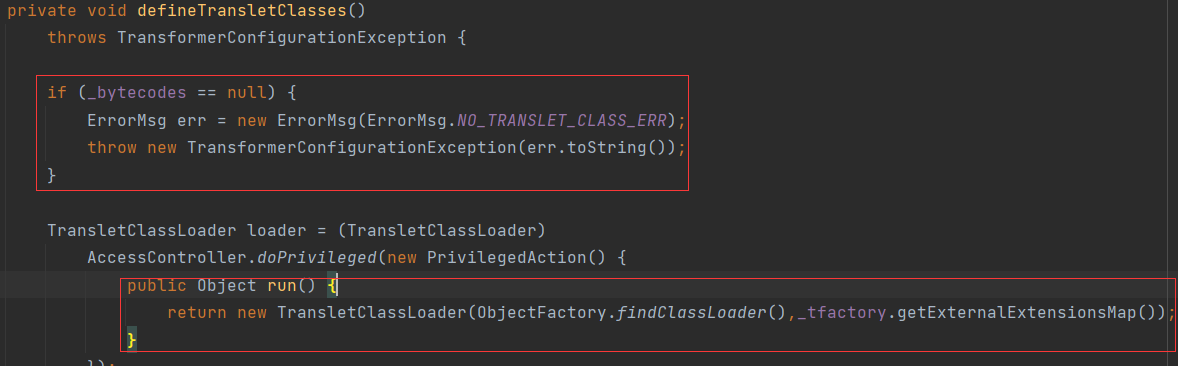 private void defineTransletClasses()
throws TransformerConfigurationException {
if (_bytecodes == null) {
ErrorMsg err = new ErrorMsg(ErrorMsg.NO_TRANSLET_CLASS_ERR);
throw new TransformerConfigurationException(err.toString());
}
TransletClassLoader loader = (TransletClassLoader)
AccessController.doPrivileged(new PrivilegedAction() {
public Object run() {
return new TransletClassLoader(ObjectFactory.findClassLoader(),_tfactory.getExternalExtensionsMap());
}
});